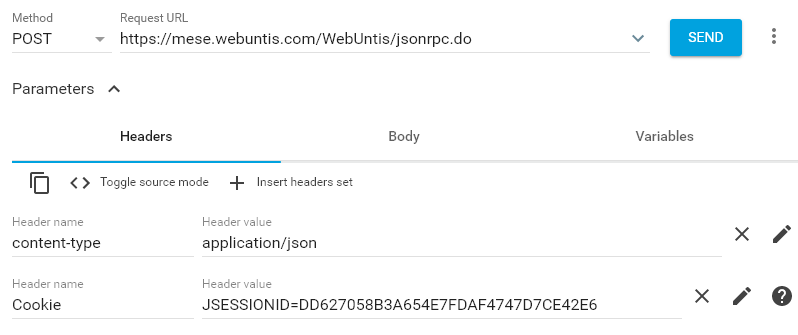 Method
Request URL
POST
https://mese.webuntis.com/WebUntis/jsonrpc.do
SEND
Parameters
Headers
Body
Variables
Toggle source mode
Insert headers set
Header name
Header value
content-type
application/json
Header name
Header value
Cookie
JSESSIONID=DD627058B3A654E7FDAF4747D7CE42E6